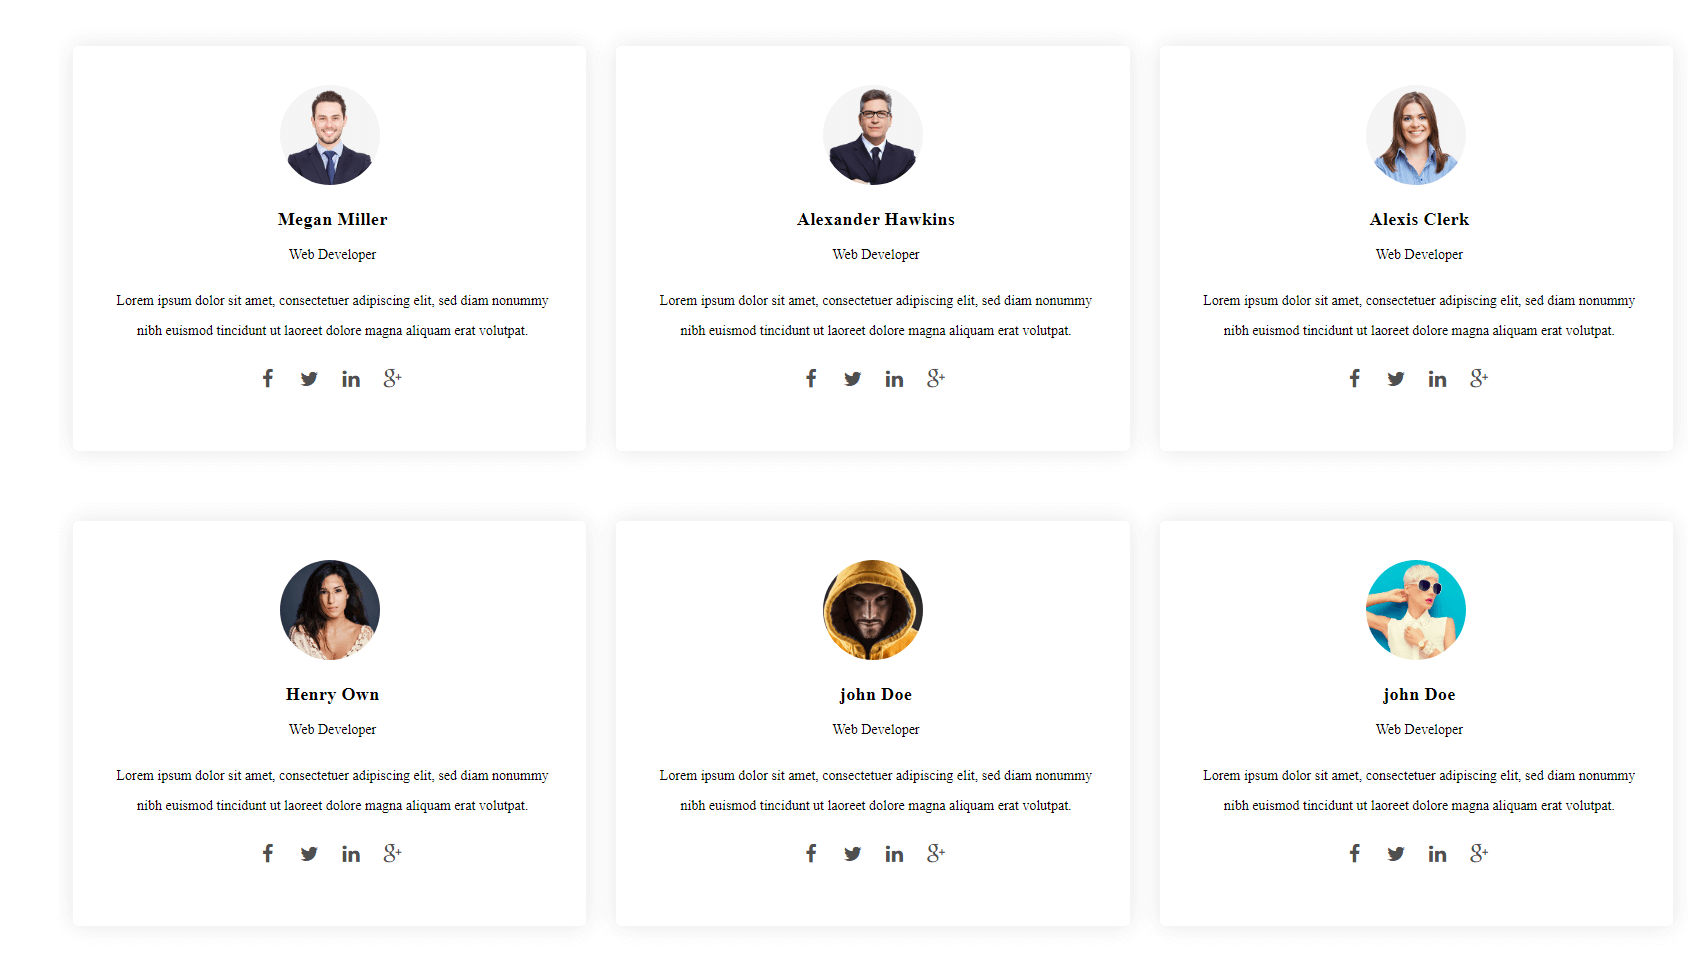 Megan Miller
Web Developer
Lorem ipsum dolor sit amet, consectetuer adipiscing elit, sed diam nonummy
nibh euismod tincidunt ut laoreet dolore magna aliquam erat volutpat.
Alexander Hawkins
Web Developer
Lorem ipsum dolor sit amet, consectetuer adipiscing elit, sed diam nonummy
nibh euismod tincidunt ut laoreet dolore magna aliquam erat volutpat.
Alexis Clerk
Web Developer
Lorem ipsum dolor sit amet, consectetuer adipiscing elit, sed diam nonummy
nibh euismod tincidunt ut laoreet dolore magna aliquam erat volutpat.
Henry Own
Web Developer
Lorem ipsum dolor sit amet, consectetuer adipiscing elit, sed diam nonummy
nibh euismod tincidunt ut laoreet dolore magna aliquam erat volutpat.
john Doe
Web Developer
Lorem ipsum dolor sit amet, consectetuer adipiscing elit, sed diam nonummy
nibh euismod tincidunt ut laoreet dolore magna aliquam erat volutpat.
john Doe
Web Developer
Lorem ipsum dolor sit amet, consectetuer adipiscing elit, sed diam nonummy
nibh euismod tincidunt ut laoreet dolore magna aliquam erat volutpat.